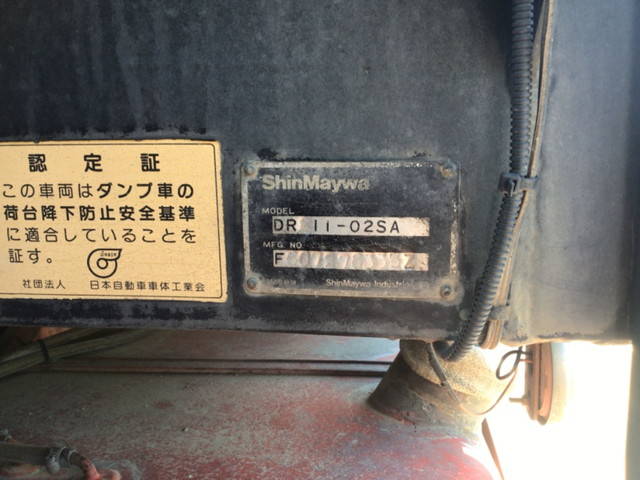 認定証
この車両はダンプ車の
荷台降下防止安全基準
に適合していることを
証す。
社団法人 日本自動車車体工業会
ShinMaywa
MODEL
DR 11-02SA
MFG. NO.
ShinMaywa Industries